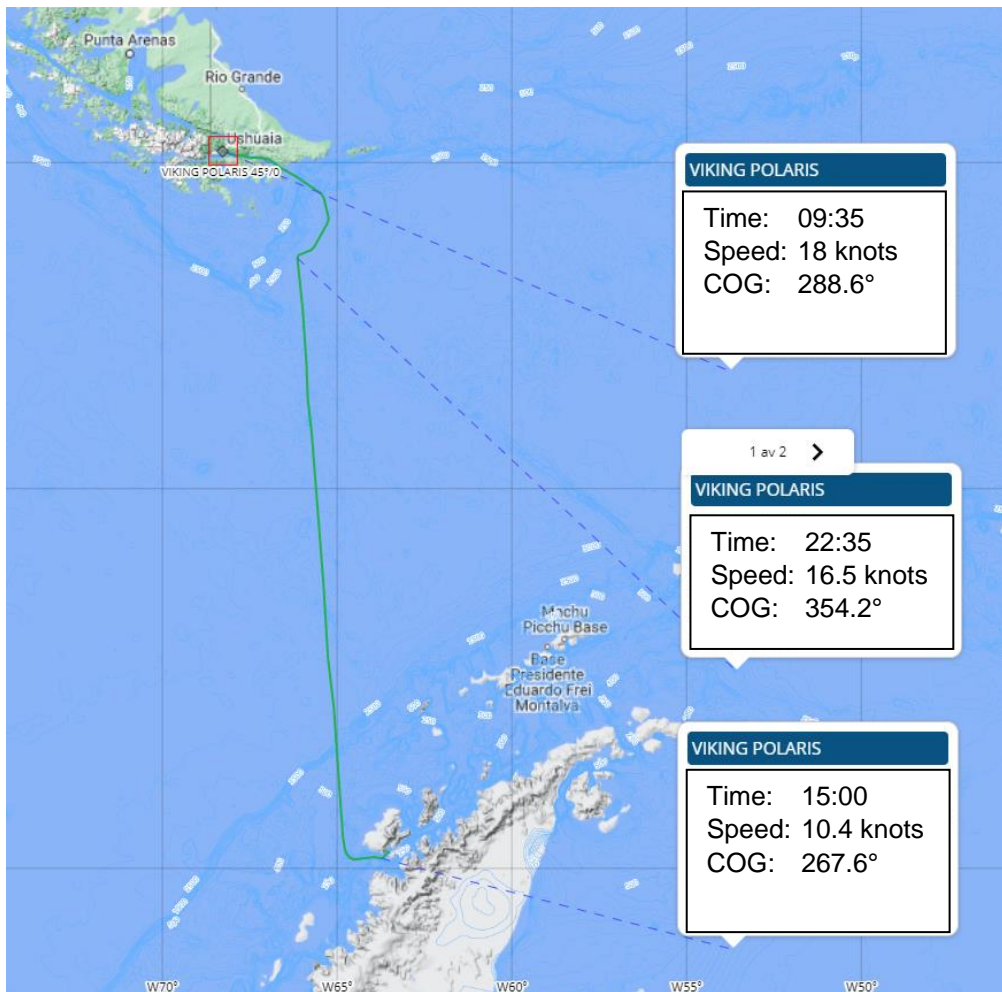 Punta Arenas
Rio Grande
Ushuaia
VIKING POLARIS 45°/0
VIKING POLARIS
Time: 09:35
Speed: 18 knots
COG: 288.6°
1 av 2
VIKING POLARIS
Time: 22:35
Speed: 16.5 knots
COG: 354.2°
Machu
Picchu Base
Base
Presidente
Eduardo Frei
Montalva
VIKING POLARIS
Time: 15:00
Speed: 10.4 knots
COG: 267.6°
W70°
W65°
W60°
W55°
W50°